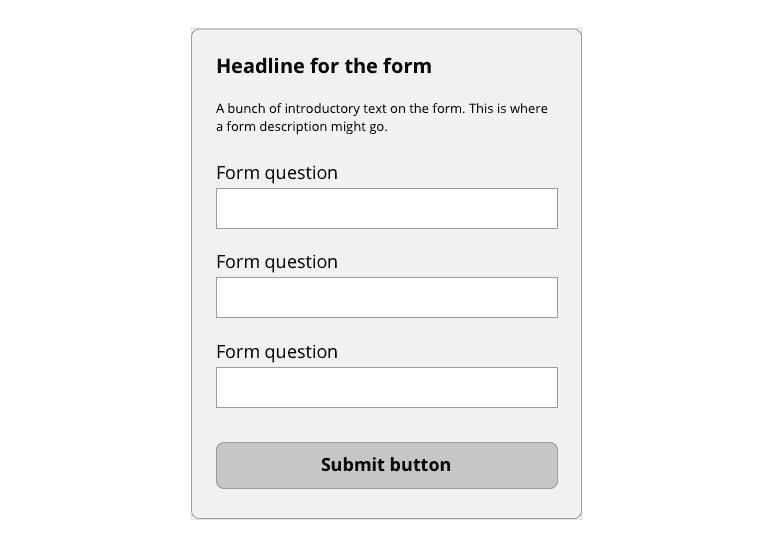 Headline for the form
A bunch of introductory text on the form. This is where
a form description might go.
Form question
Form question
Form question
Submit button